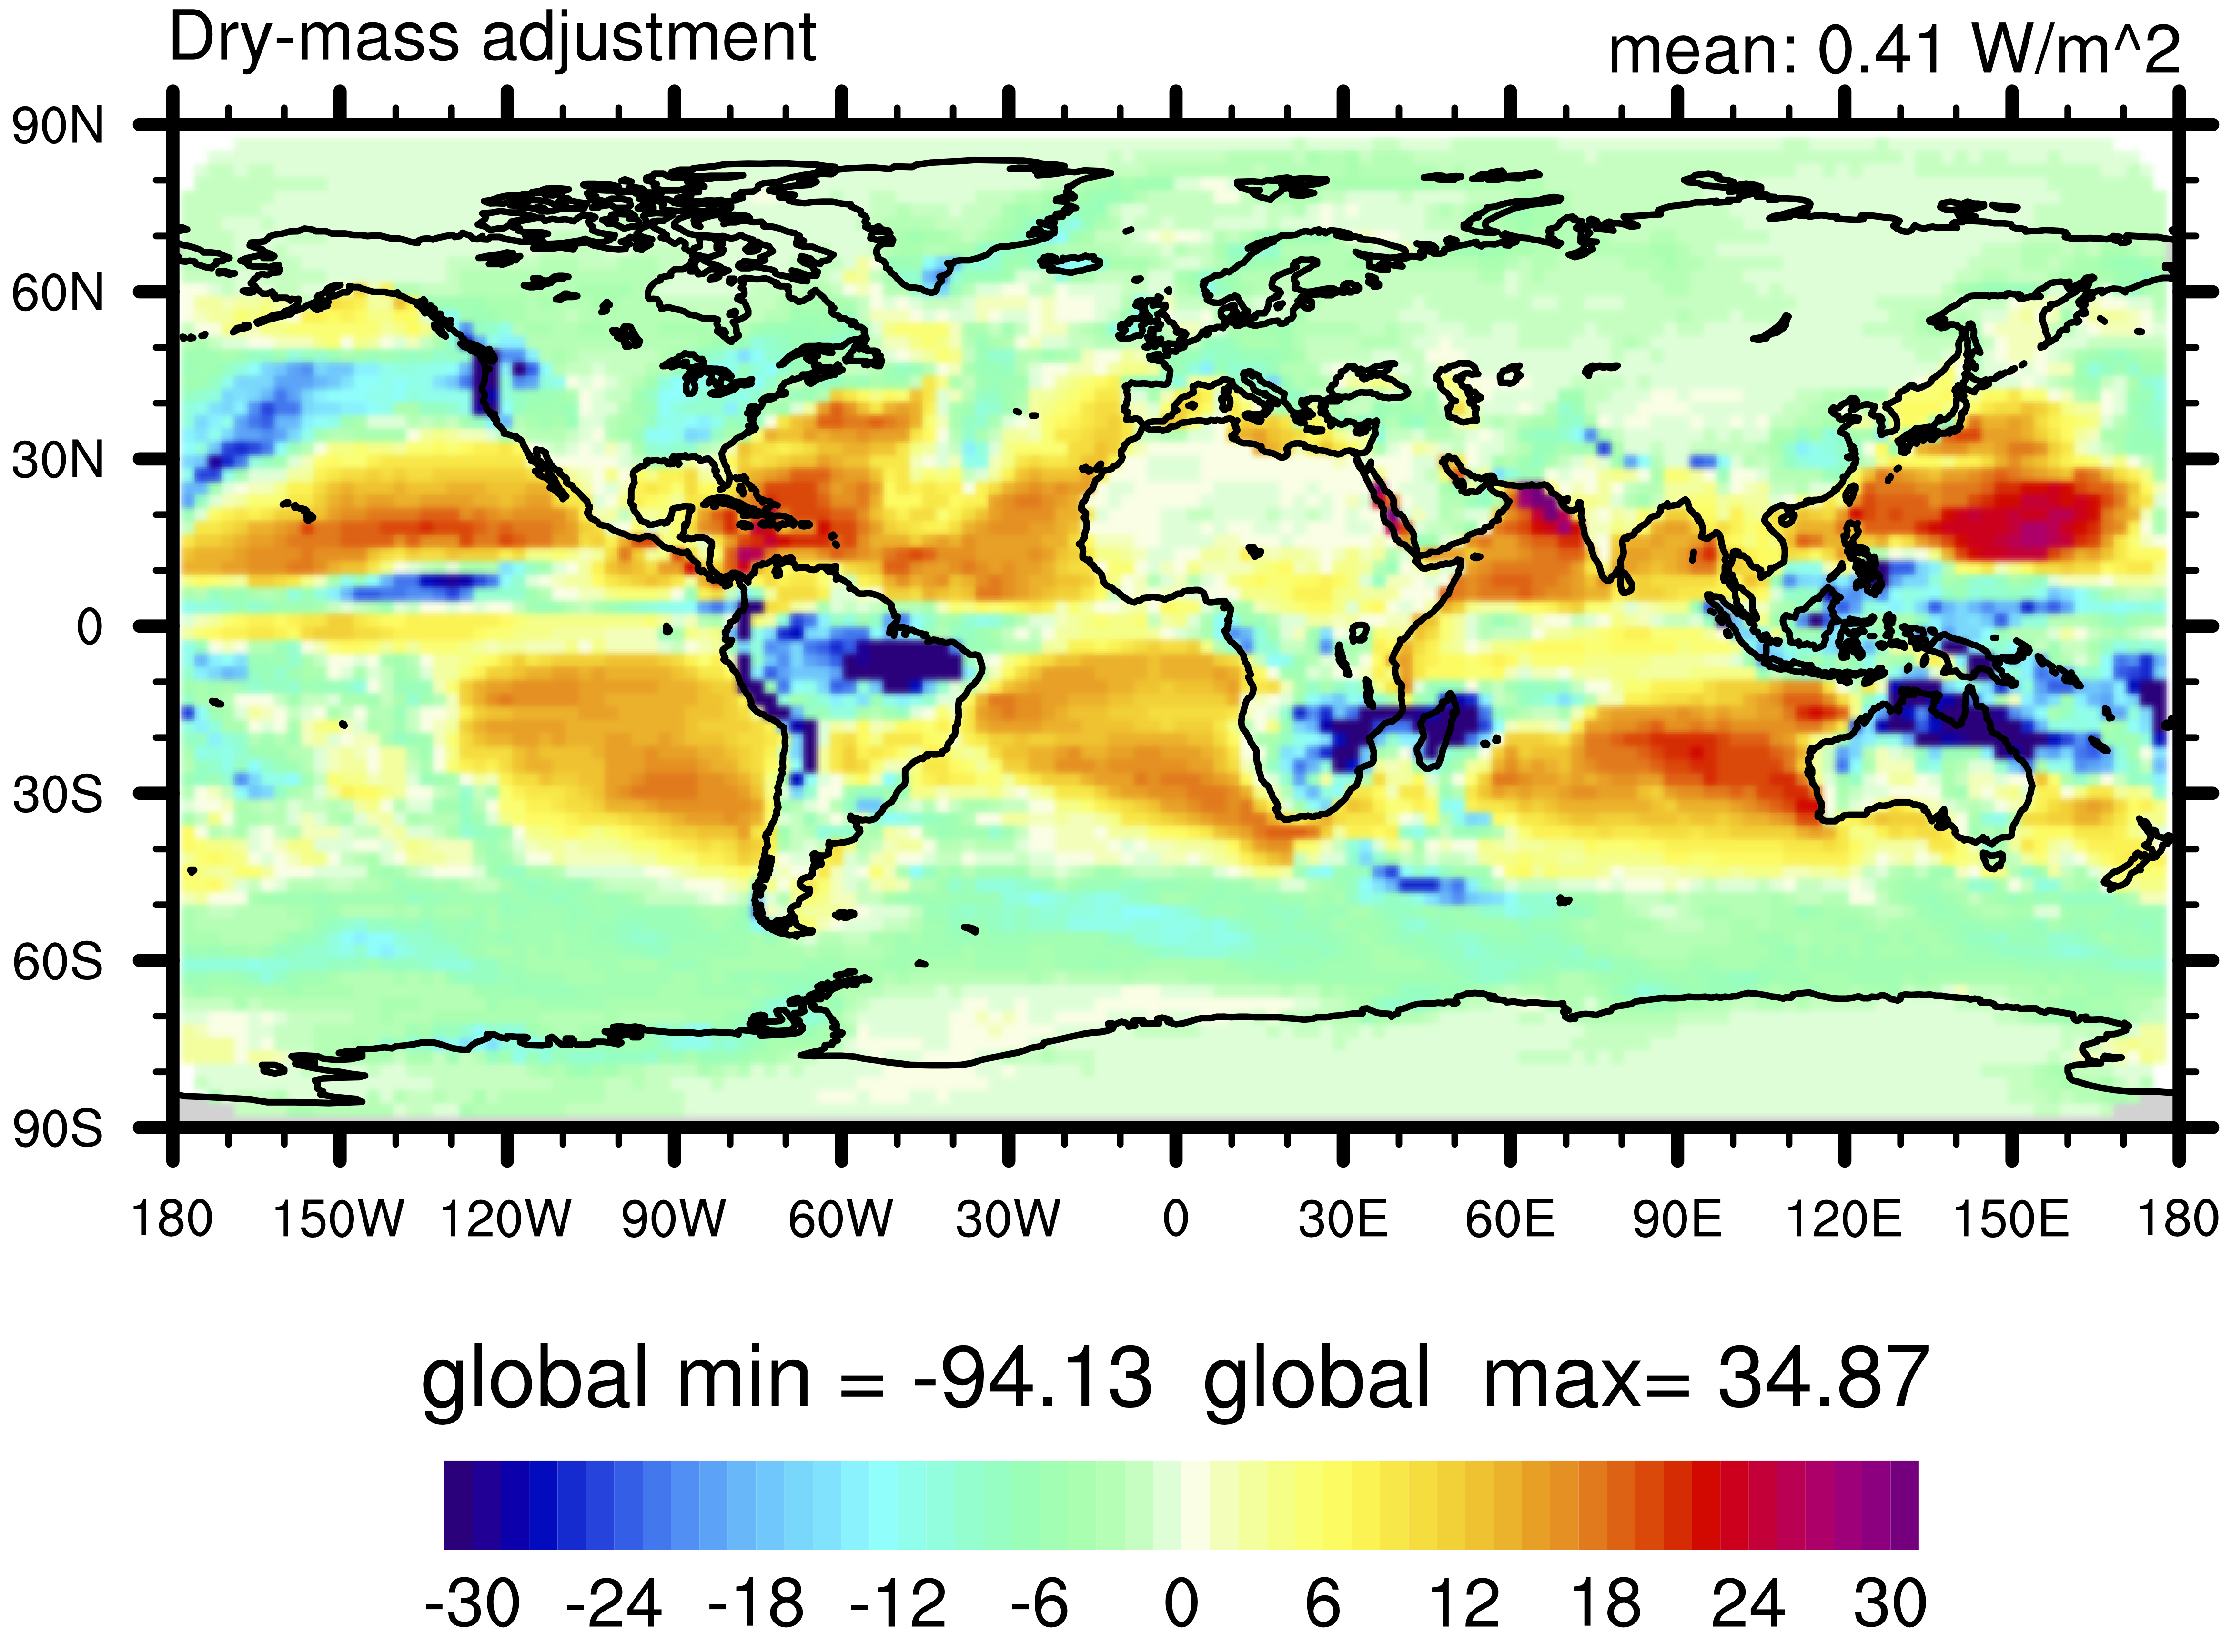 Dry-mass adjustment mean: 0.41 W/m^2
90N
60N
30N
0
30S
60S
90S
180 150W 120W 90W 60W 30W 0 30E 60E 90E 120E 150E 180
global min = -94.13 global max= 34.87
-30 -24 -18 -12 -6 0 6 12 18 24 30